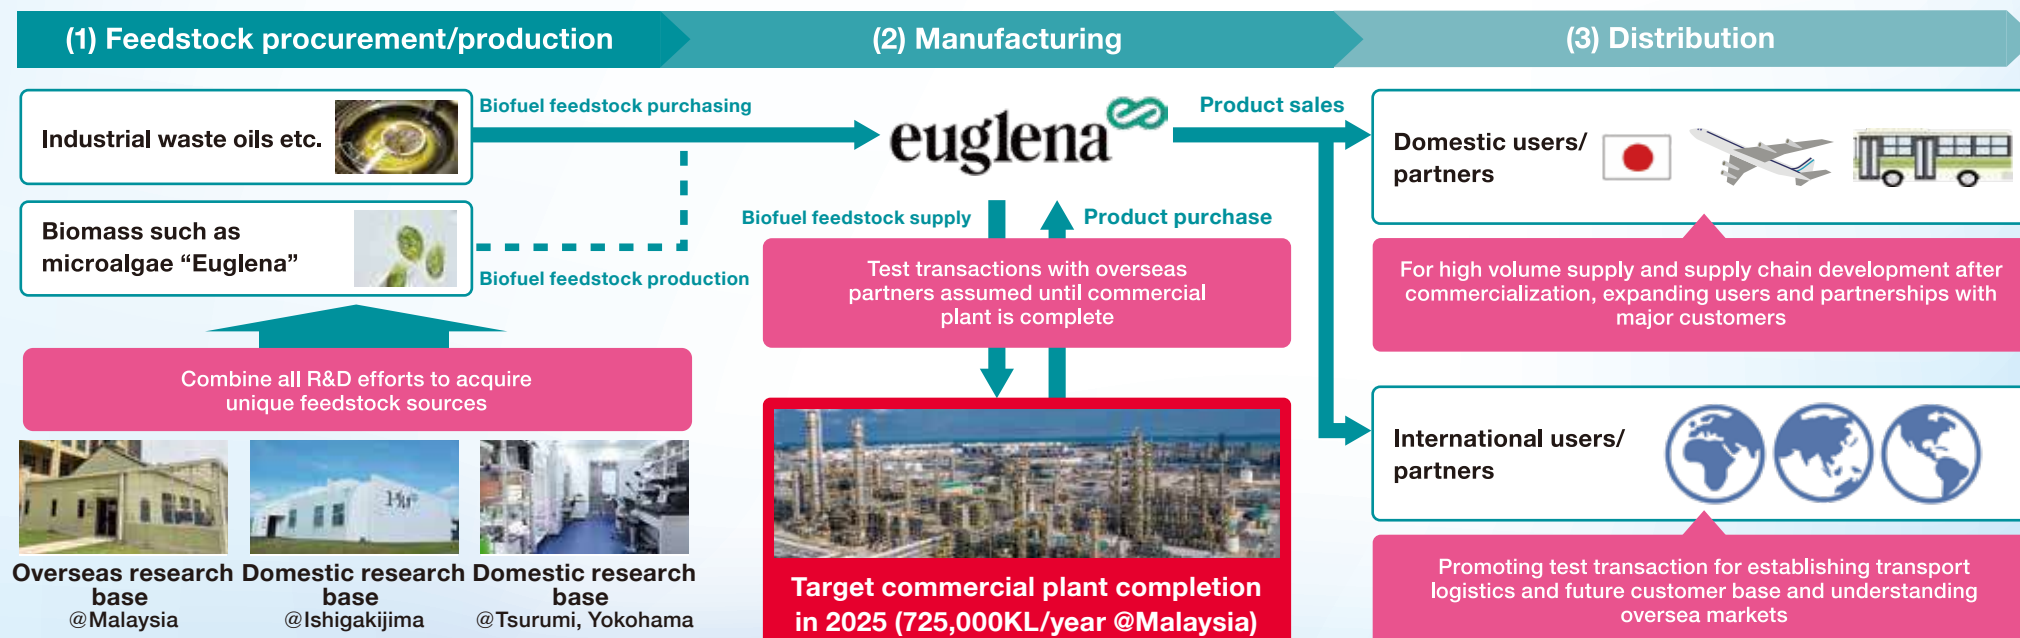 (1) Feedstock procurement/production
(2) Manufacturing
(3) Distribution
Industrial waste oils etc.
Biofuel feedstock purchasing
Biomass such as
microalgae “Euglena”
Biofuel feedstock production
Combine all R&D efforts to acquire
unique feedstock sources
Overseas research
base
@Malaysia
Domestic research
base
@Ishigakijima
Domestic research
base
@Tsurumi, Yokohama
euglena
Biofuel feedstock supply
Product purchase
Test transactions with overseas
partners assumed until commercial
plant is complete
Target commercial plant completion
in 2025 (725,000KL/year @Malaysia)
Product sales
Domestic users/
partners
For high volume supply and supply chain development after
commercialization, expanding users and partnerships with
major customers
International users/
partners
Promoting test transaction for establishing transport
logistics and future customer base and understanding
oversea markets